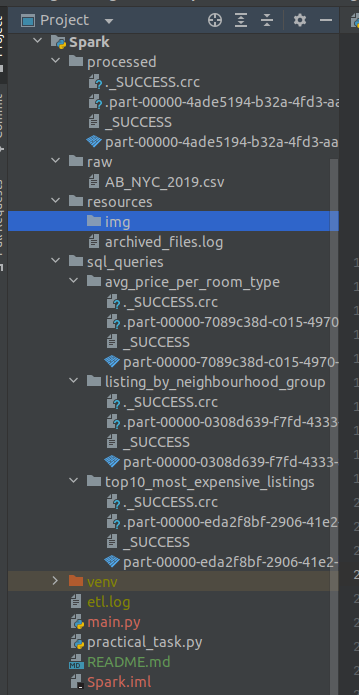 Project
Spark
processed
._SUCCESS.crc
.part-00000-4ade5194-b32a-4fd3-aa
_SUCCESS
part-00000-4ade5194-b32a-4fd3-aa
raw
AB_NYC_2019.csv
resources
img
archived_files.log
sql_queries
avg_price_per_room_type
._SUCCESS.crc
.part-00000-7089c38d-c015-4970
_SUCCESS
part-00000-7089c38d-c015-4970-
listing_by_neighbourhood_group
._SUCCESS.crc
.part-00000-0308d639-f7fd-4333
_SUCCESS
part-00000-0308d639-f7fd-4333-
top10_most_expensive_listings
._SUCCESS.crc
.part-00000-eda2f8bf-2906-41e2
_SUCCESS
part-00000-eda2f8bf-2906-41e2-
venv
etl.log
main.py
practical_task.py
README.md
Spark.iml